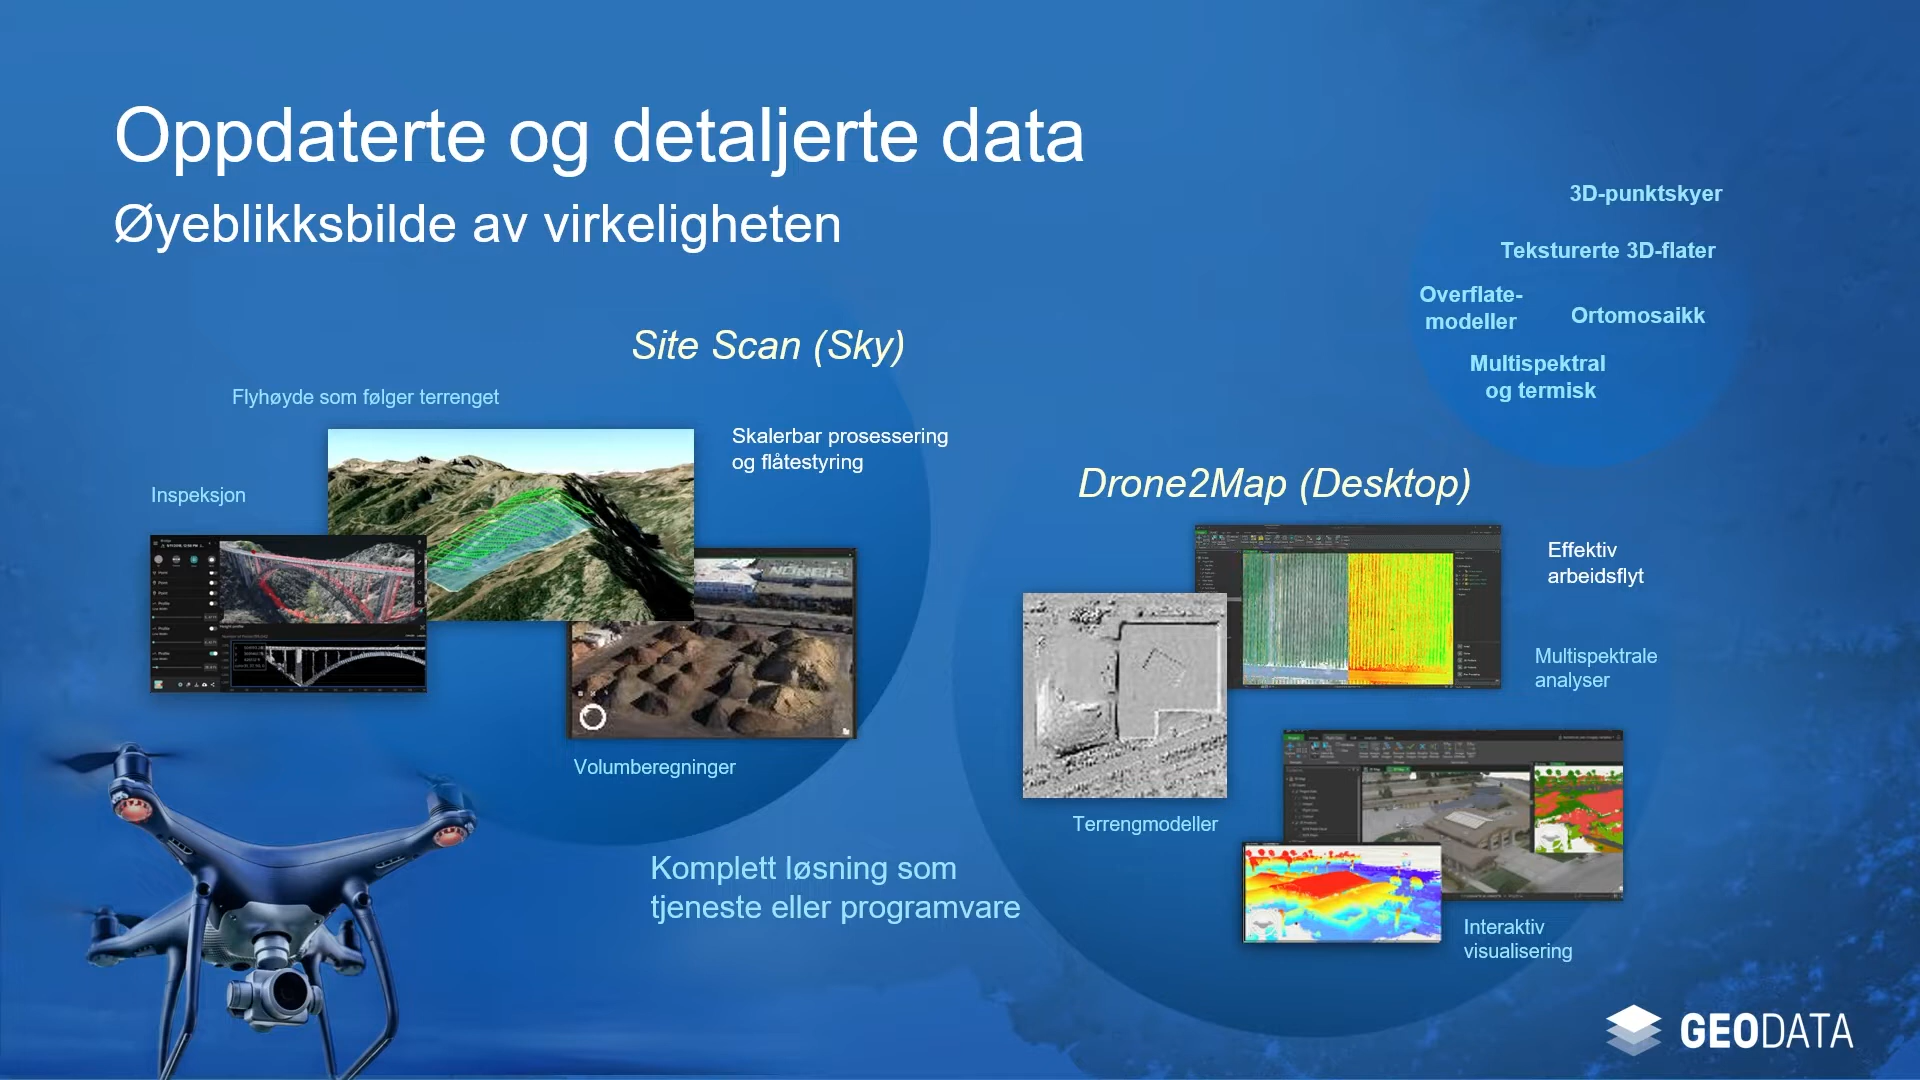 Oppdaterte og detaljerte data
Øyeblikksbilde av virkeligheten
3D-punktskyer
Teksturerte 3D-flater
Overflate-
modeller
Ortomosaikk
Multispektral
og termisk
Site Scan (Sky)
Flyhøyde som følger terrenget
Skalerbar prosessering
og flåtestyring
Inspeksjon
Volumberegninger
Drone2Map (Desktop)
Effektiv
arbeidsflyt
Multispektrale
analyser
Terrengmodeller
Interaktiv
visualisering
Komplett løsning som
tjeneste eller programvare
GEODATA